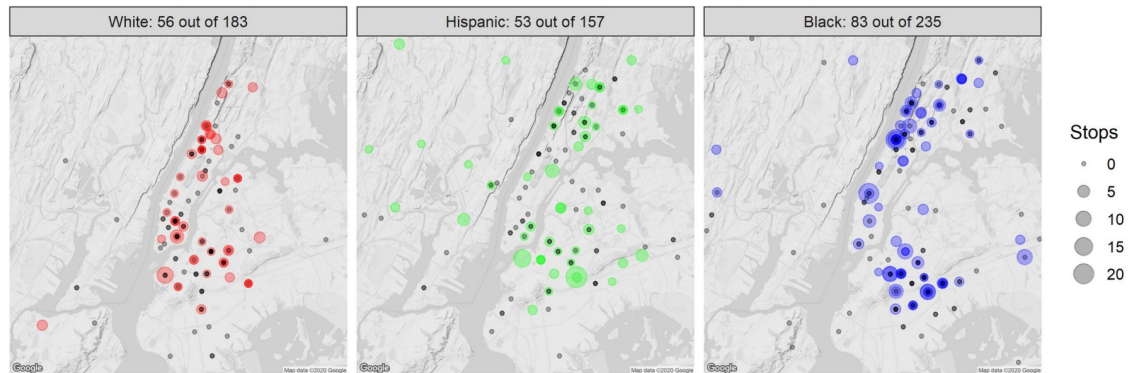 White: 56 out of 183
Hispanic: 53 out of 157
Black: 83 out of 235
Google
Map data ©2020 Google
Google
Map data ©2020 Google
Google
Map data ©2020 Google
Stops
0
5
10
15
20